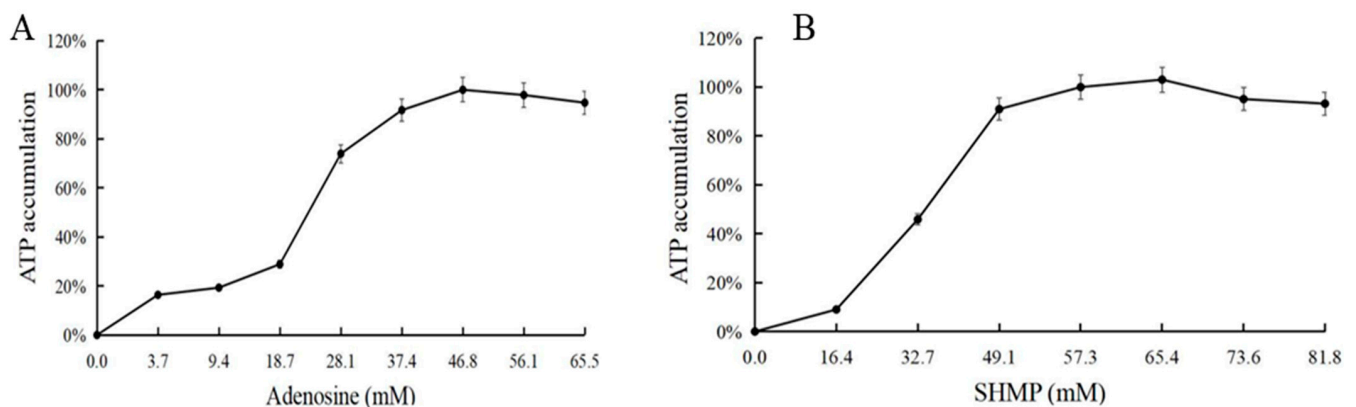 A
120%
100%
80%
60%
40%
20%
0%
ATP accumulation
0.0 3.7 9.4 18.7 28.1 37.4 46.8 56.1 65.5
Adenosine (mM)
B
120%
100%
80%
60%
40%
20%
0%
ATP accumulation
0.0 16.4 32.7 49.1 57.3 65.4 73.6 81.8
SHMP (mM)